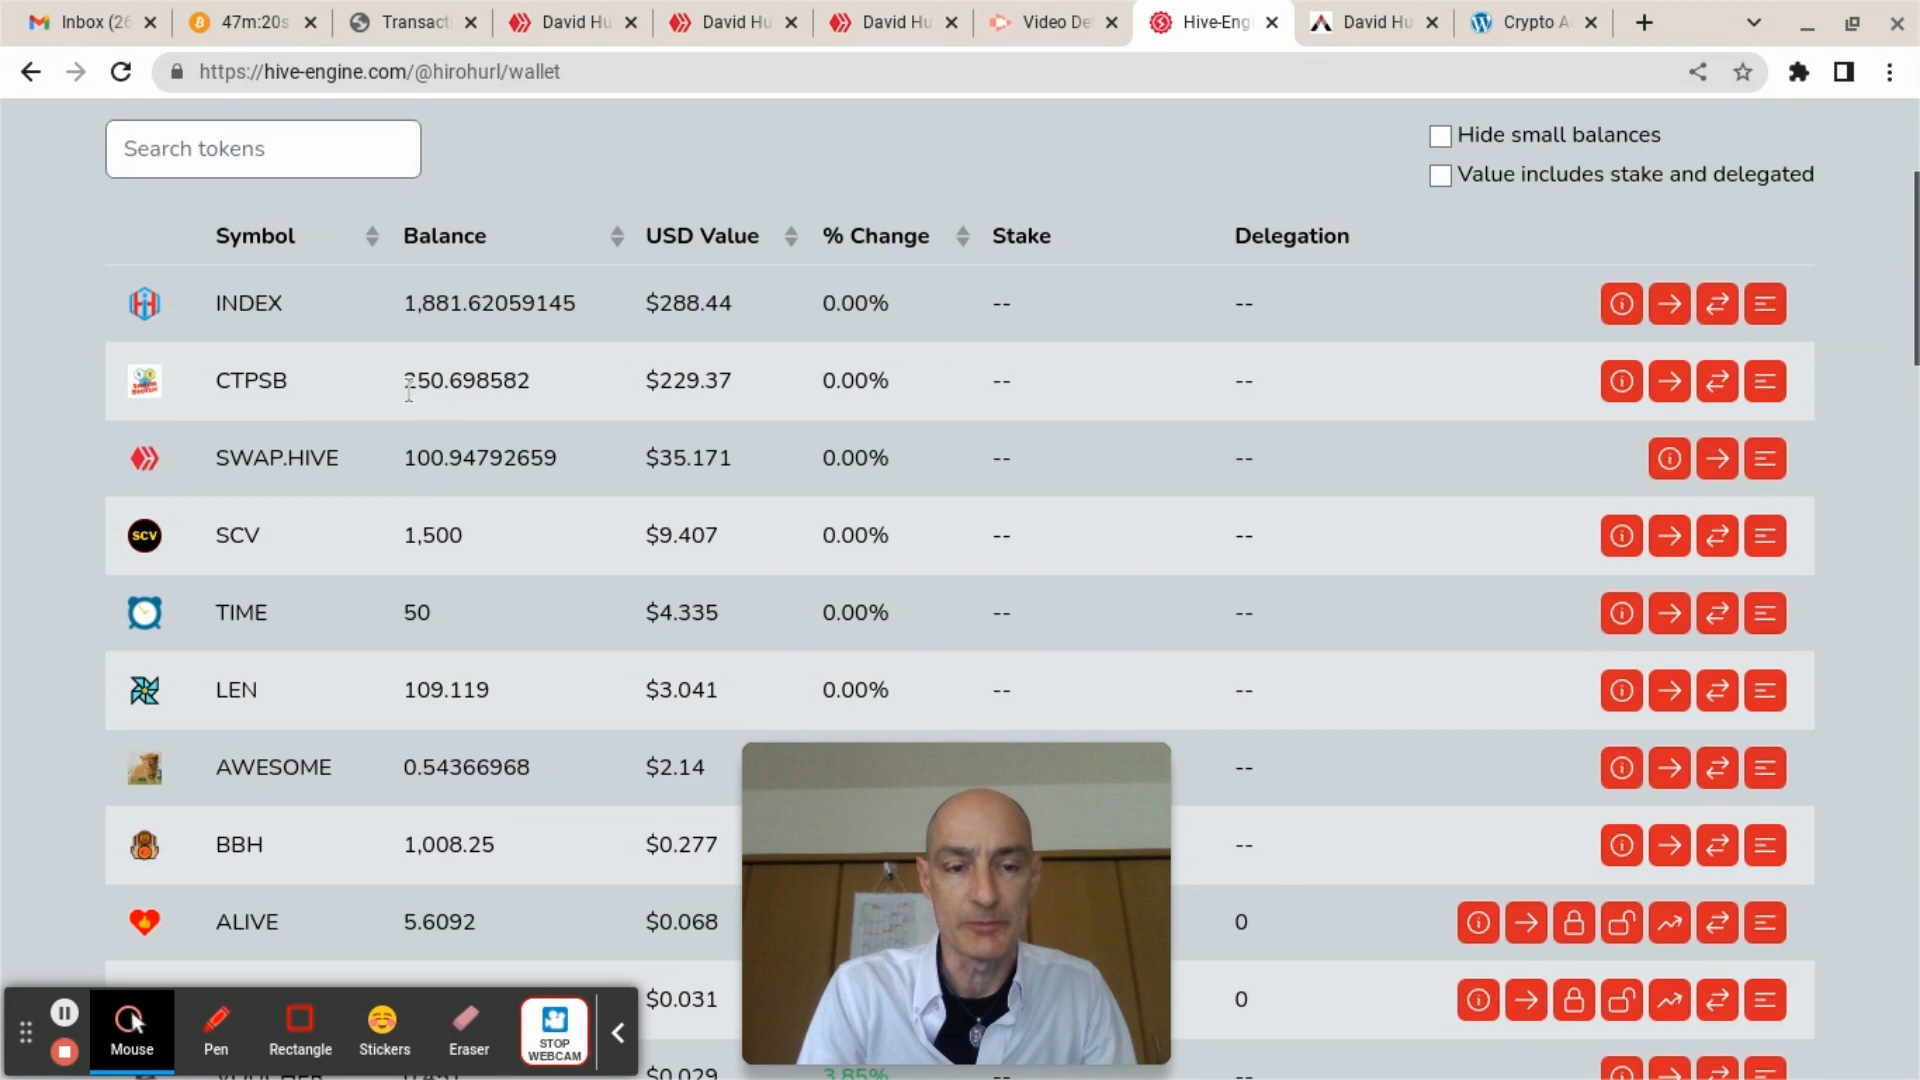 Inbox (26
47m:20s
Transact
David Hu
David Hu
David Hu
Video De
Hive-Eng
David Hu
Crypto A
https://hive-engine.com/@hirohurl/wallet
Search tokens
Hide small balances
Value includes stake and delegated
Symbol Balance USD Value % Change Stake Delegation
INDEX 1,881.62059145 $288.44 0.00% -- --
CTPSB 250.698582 $229.37 0.00% -- --
SWAP.HIVE 100.94792659 $35.171 0.00% -- --
SCV SCV 1,500 $9.407 0.00% -- --
TIME 50 $4.335 0.00% -- --
LEN 109.119 $3.041 0.00% -- --
AWESOME 0.54366968 $2.14 --
BBH 1,008.25 $0.277 --
ALIVE 5.6092 $0.068 0
$0.031 0
$0.029 3.85% -- --
Mouse
Pen
Rectangle
Stickers
Eraser
STOP
WEBCAM